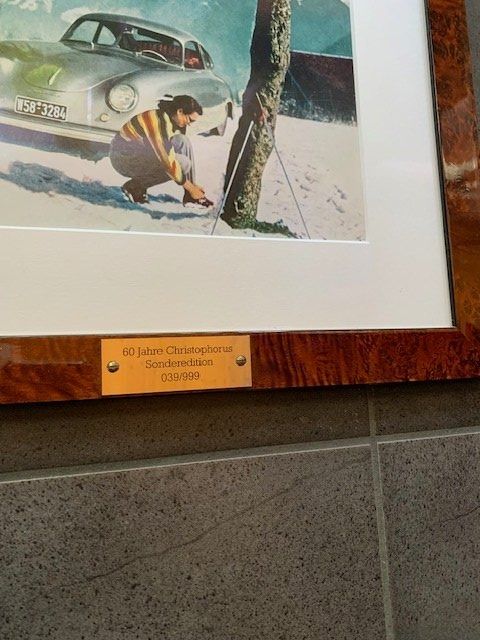 W58-3284
60 Jahre Christophorus
Sonderedition
039/999